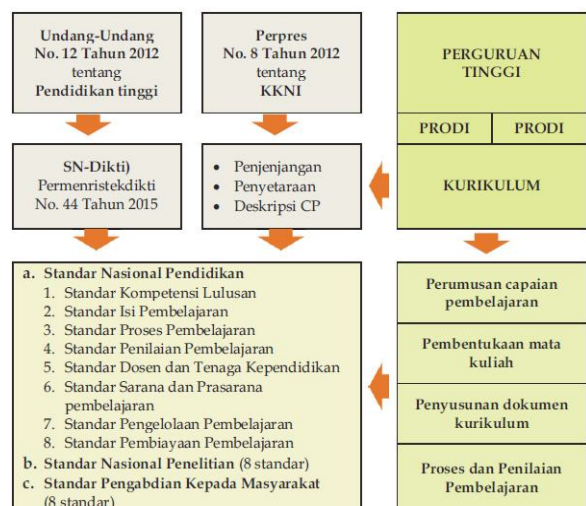 Undang-Undang
No. 12 Tahun 2012
tentang
Pendidikan tinggi
Perpres
No. 8 Tahun 2012
tentang
KKNI
PERGURUAN
TINGGI
PRODI
PRODI
SN-Dikti)
Permenristekdikti
No. 44 Tahun 2015
• Penjenjangan
• Penyetaraan
• Deskripsi CP
KURIKULUM
a. Standar Nasional Pendidikan
1. Standar Kompetensi Lulusan
2. Standar Isi Pembelajaran
3. Standar Proses Pembelajaran
4. Standar Penilaian Pembelajaran
5. Standar Dosen dan Tenaga Kependidikan
6. Standar Sarana dan Prasarana
pembelajaran
7. Standar Pengelolaan Pembelajaran
8. Standar Pembiayaan Pembelajaran
b. Standar Nasional Penelitian (8 standar)
c. Standar Pengabdian Kepada Masyarakat
(8 standar)
Perumusan capaian
pembelajaran
Pembentukaan mata
kuliah
Penyusunan dokumen
kurikulum
Proses dan Penilaian
Pembelajaran